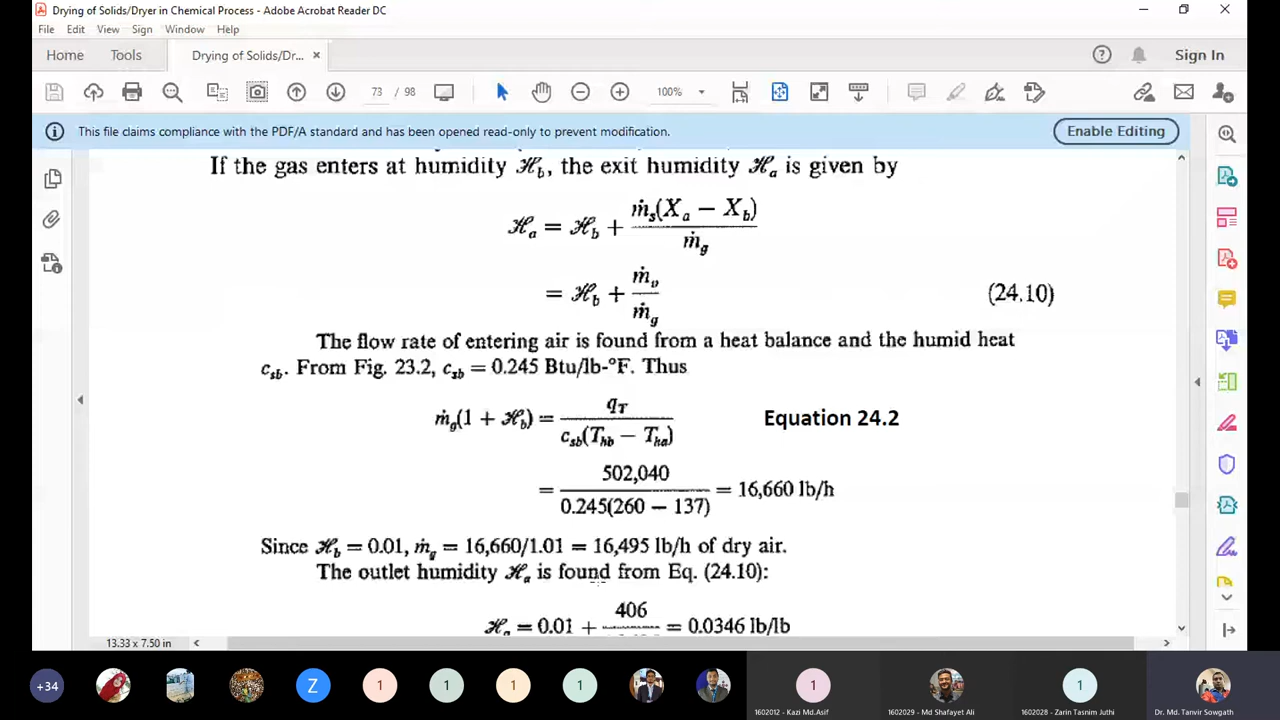 Drying of Solids/Dryer in Chemical Process - Adobe Acrobat Reader DC
File Edit View Sign Window Help
Home Tools Drying of Solids/Dr... × Sign In
73 / 98 100%
This file claims compliance with the PDF/A standard and has been opened read-only to prevent modification. Enable Editing
If the gas enters at humidity ℋb, the exit humidity ℋa is given by
ℋa = ℋb + ṁs(Xa − Xb) / ṁg
= ℋb + ṁv / ṁg (24.10)
The flow rate of entering air is found from a heat balance and the humid heat
csb. From Fig. 23.2, csb = 0.245 Btu/lb-°F. Thus
ṁg(1 + ℋb) = qT / csb(Thb − Tha) Equation 24.2
= 502,040 / 0.245(260 − 137) = 16,660 lb/h
Since ℋb = 0.01, ṁg = 16,660/1.01 = 16,495 lb/h of dry air.
The outlet humidity ℋa is found from Eq. (24.10):
ℋa = 0.01 + 406 = 0.0346 lb/lb
13.33 x 7.50 in
+34 Z 1 1 1 1 1 1
1602012 - Kazi Md.Asif 1602029 - Md Shafayet Ali 1602028 - Zarin Tasnim Juthi Dr. Md. Tanvir Sowgath